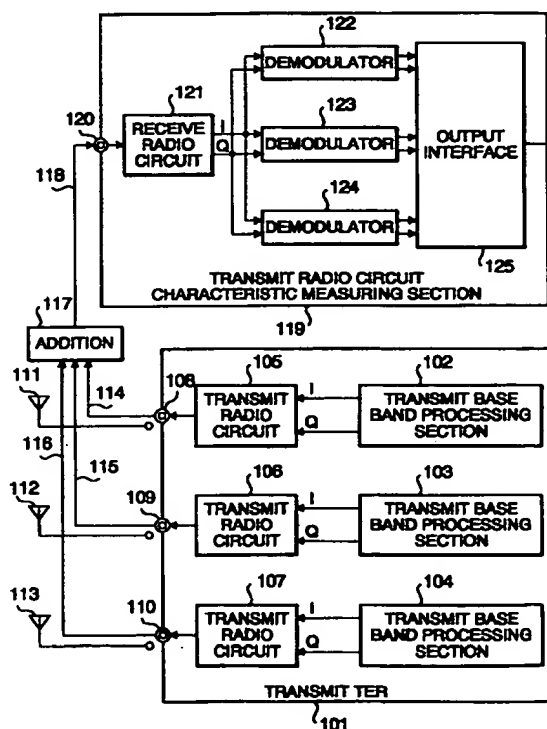 122
DEMODULATOR
121
120
RECEIVE
RADIO
CIRCUIT
I
Q
123
DEMODULATOR
OUTPUT
INTERFACE
118
124
DEMODULATOR
125
TRANSMIT RADIO CIRCUIT
CHARACTERISTIC MEASURING SECTION
119
117
ADDITION
111
114
108
105
TRANSMIT
RADIO
CIRCUIT
I
Q
102
TRANSMIT BASE
BAND PROCESSING
SECTION
116
115
112
109
106
TRANSMIT
RADIO
CIRCUIT
I
Q
103
TRANSMIT BASE
BAND PROCESSING
SECTION
113
110
107
TRANSMIT
RADIO
CIRCUIT
I
Q
104
TRANSMIT BASE
BAND PROCESSING
SECTION
TRANSMIT TER
101